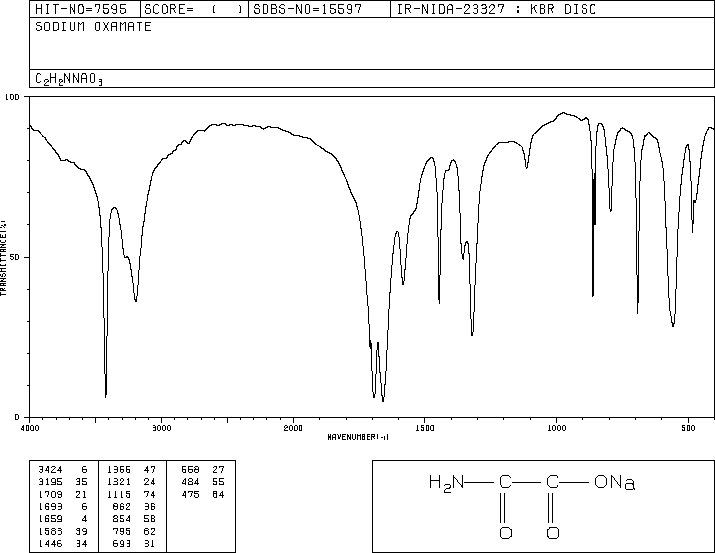 HIT-NO=7595 SCORE= ( ) SDBS-NO=15597 IR-NIDA-23327 : KBR DISC
SODIUM OXAMATE
C2H2NNAO3
100
50
0
TRANSMITTANCE(%)
4000 3000 2000 1500 1000 500
WAVENUMBER(-1)
3424 6 1355 47 558 27
3195 35 1321 24 484 55
1709 21 1115 74 475 64
1693 6 862 36
1659 4 854 58
1583 39 795 62
1446 34 693 31
H2N C C ONa
O O